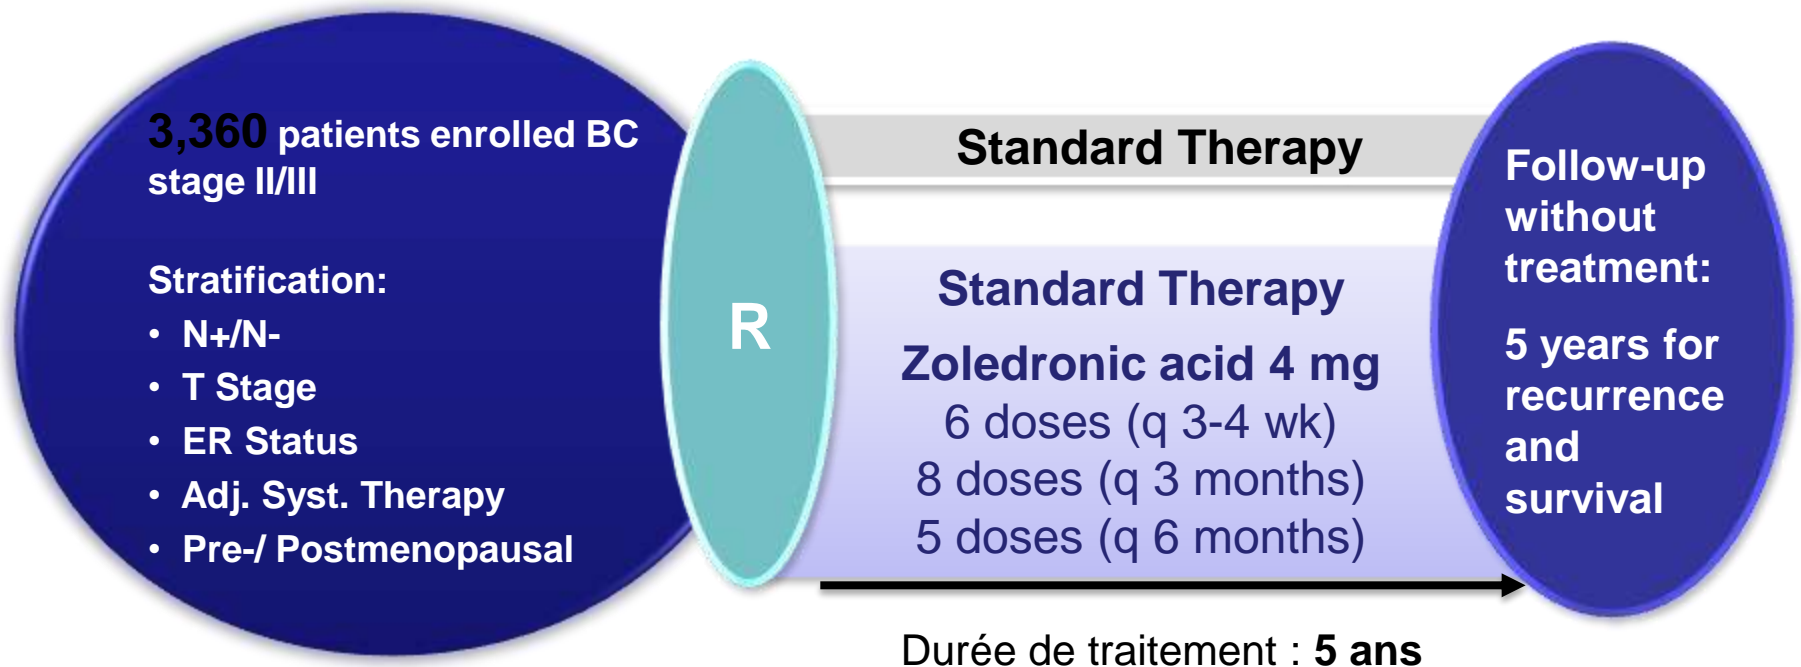 3,360 patients enrolled BC
stage II/III
Stratification:
• N+/N-
• T Stage
• ER Status
• Adj. Syst. Therapy
• Pre-/ Postmenopausal
R
Standard Therapy
Standard Therapy
Zoledronic acid 4 mg
6 doses (q 3-4 wk)
8 doses (q 3 months)
5 doses (q 6 months)
Durée de traitement : 5 ans
Follow-up
without
treatment:
5 years for
recurrence
and
survival